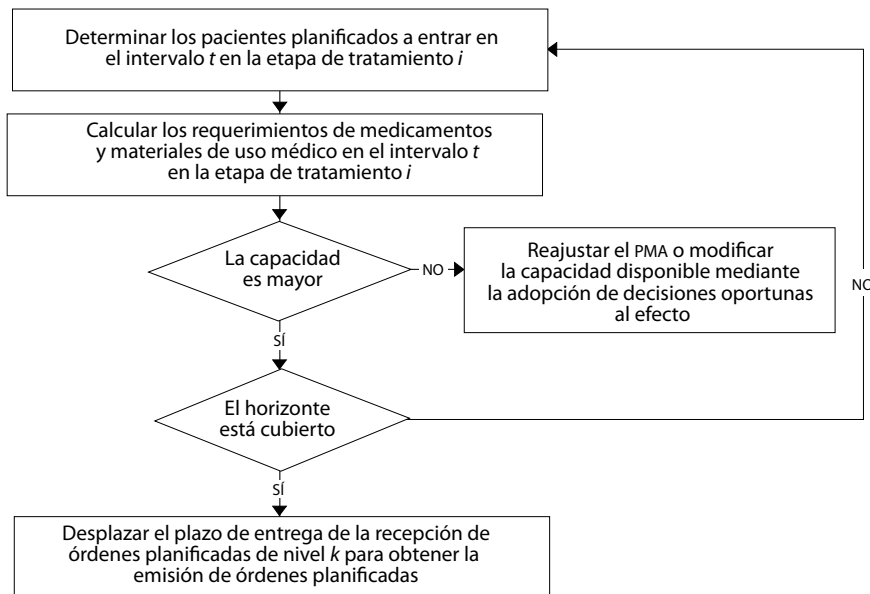 Determinar los pacientes planificados a entrar en
el intervalo t en la etapa de tratamiento i
Calcular los requerimientos de medicamentos
y materiales de uso médico en el intervalo t
en la etapa de tratamiento i
La capacidad
es mayor
NO
Reajustar el PMA o modificar
la capacidad disponible mediante
la adopción de decisiones oportunas
al efecto
NO
SÍ
El horizonte
está cubierto
SÍ
Desplazar el plazo de entrega de la recepción de
órdenes planificadas de nivel k para obtener la
emisión de órdenes planificadas